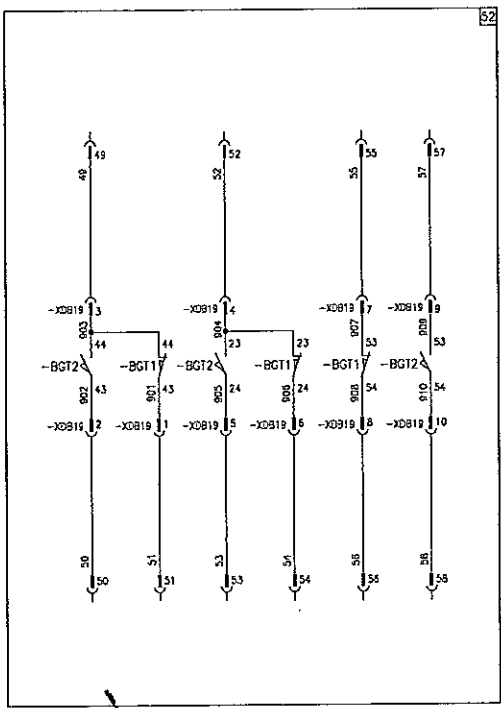 52
49 52 55 57
49 52 55 57
-XDB19 3 -XDB19 4 -XDB19 7 -XDB19 9
903 904 907 909
44 44 23 23 53 53
-BGT2 -BGT1 -BGT2 -BGT1 -BGT1 -BGT2
902 43 901 43 905 24 906 24 908 54 910 54
-XDB19 2 -XDB19 1 -XDB19 5 -XDB19 6 -XDB19 8 -XDB19 10
50 51 53 54 56 58
50 51 53 54 56 58